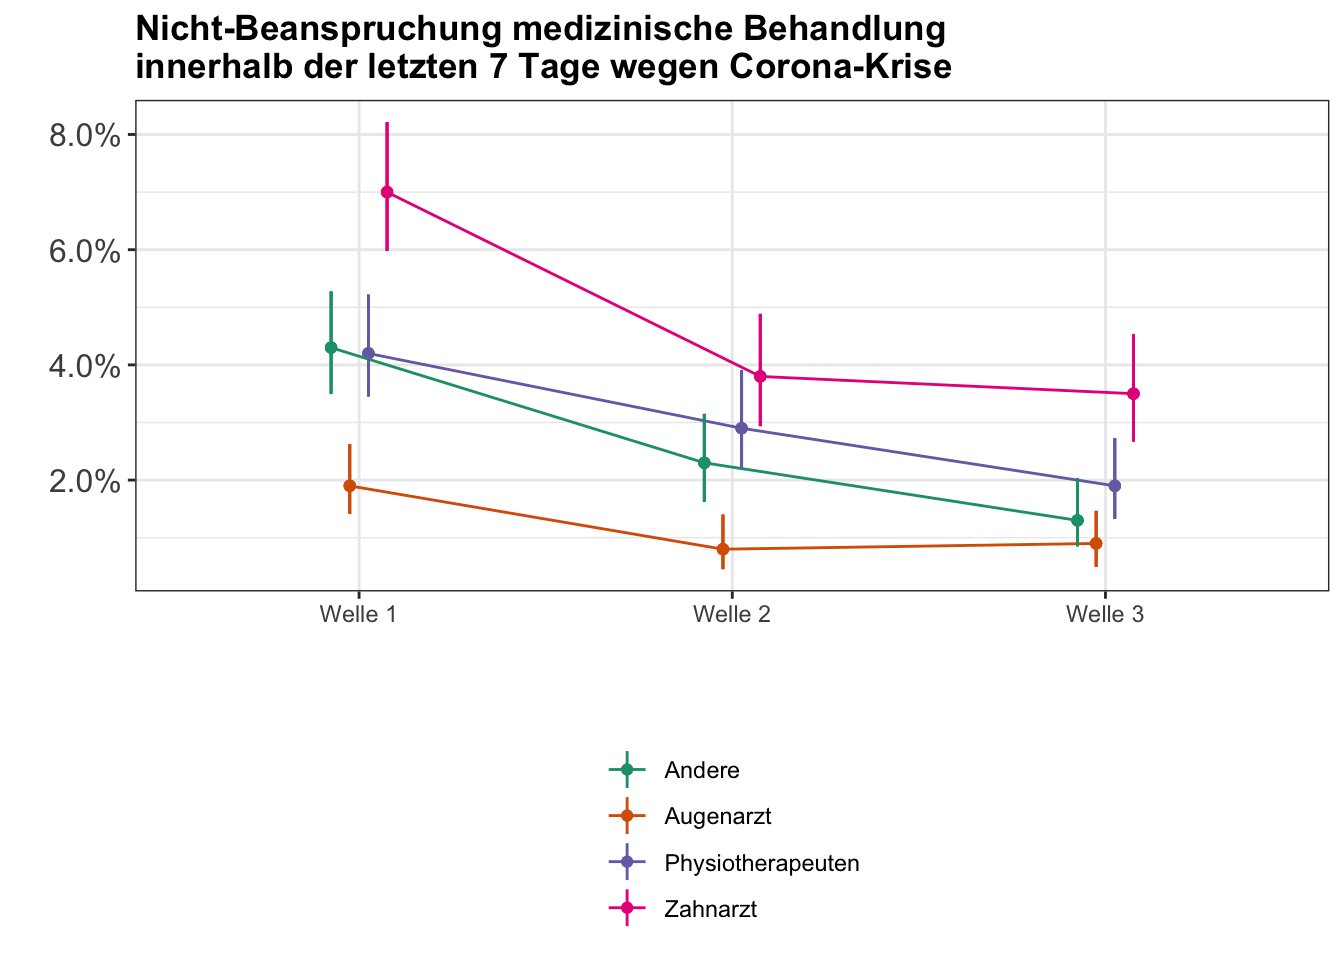 Nicht-Beanspruchung medizinische Behandlung
innerhalb der letzten 7 Tage wegen Corona-Krise
8.0%
6.0%
4.0%
2.0%
Welle 1
Welle 2
Welle 3
Andere
Augenarzt
Physiotherapeuten
Zahnarzt